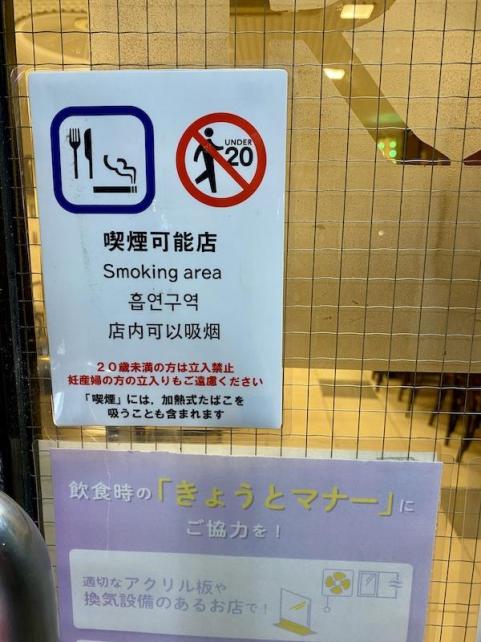 UNDER
20
喫煙可能店
Smoking area
흡연구역
店内可以吸烟
20歳未満の方は立入禁止
妊産婦の方の立入りもご遠慮ください
「喫煙」には、加熱式たばこを
吸うことも含まれます
飲食時の「きょうとマナー」に
ご協力を！
適切なアクリル板や
換気設備のあるお店で！